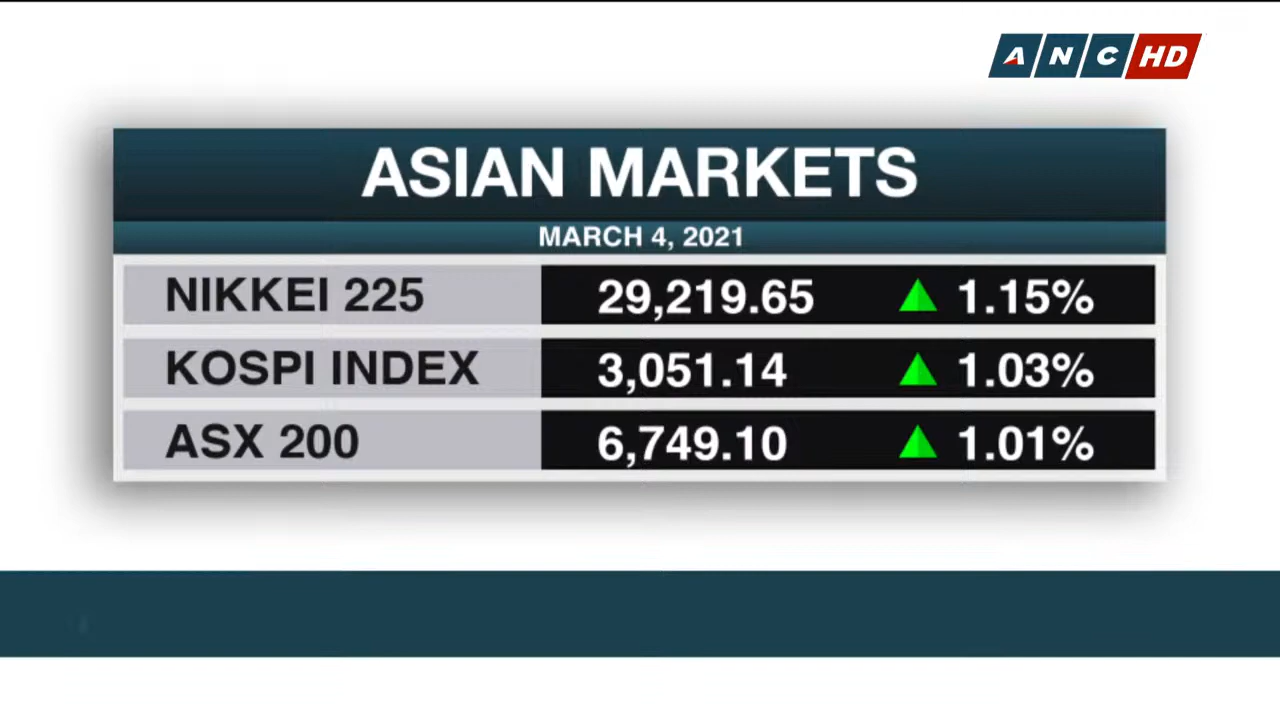 ANC HD
ASIAN MARKETS
MARCH 4, 2021
NIKKEI 225 29,219.65 ▲ 1.15%
KOSPI INDEX 3,051.14 ▲ 1.03%
ASX 200 6,749.10 ▲ 1.01%